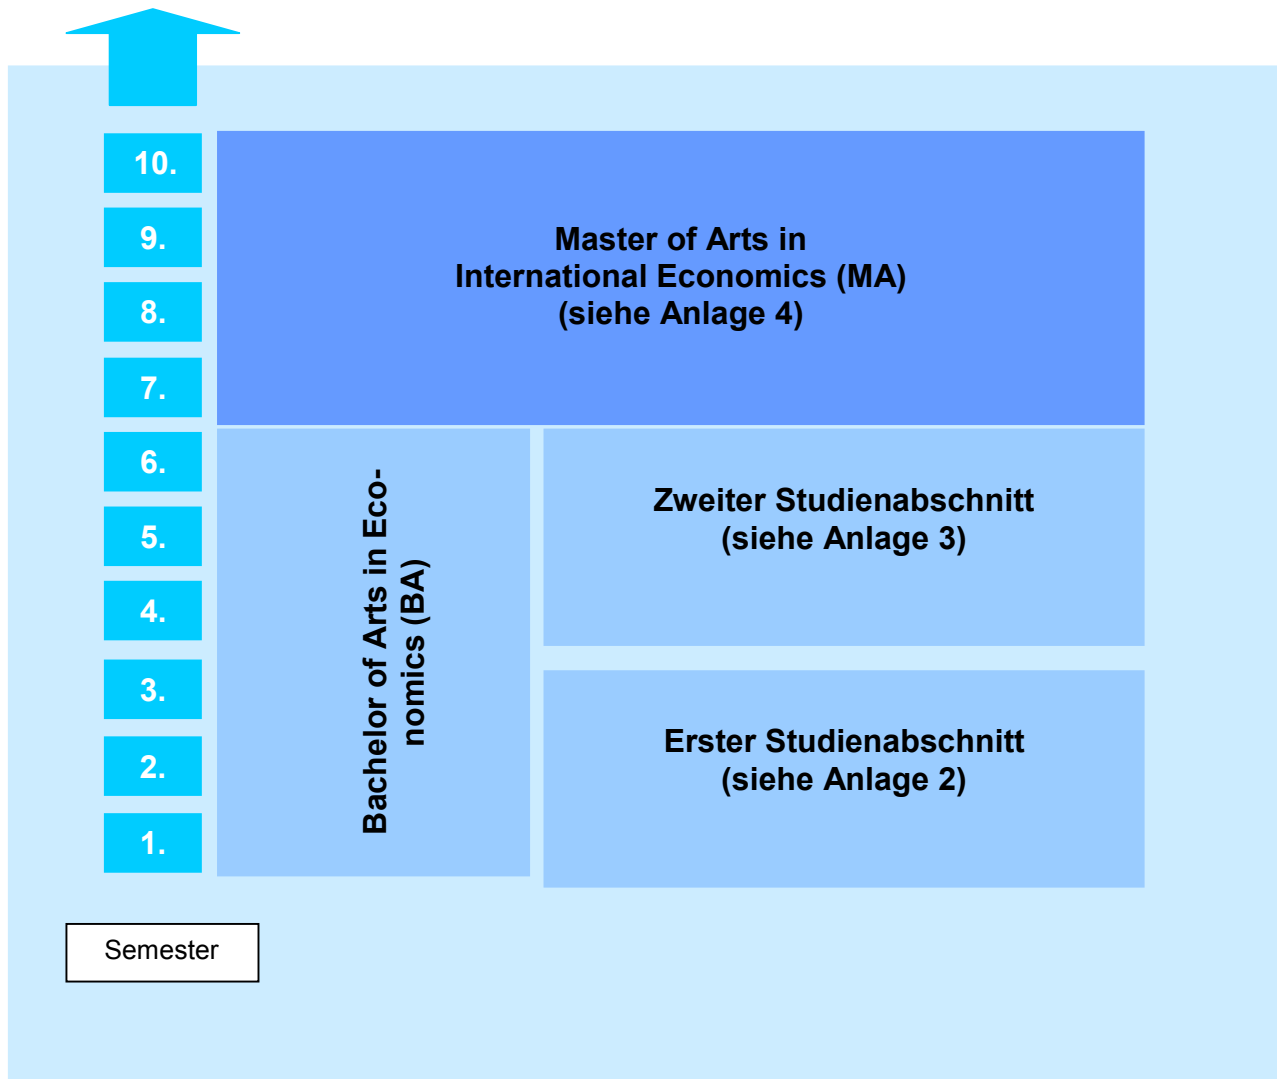 10.
9.
8.
7.
6.
5.
4.
3.
2.
1.
Semester
Master of Arts in
International Economics (MA)
(siehe Anlage 4)
Bachelor of Arts in Eco-
nomics (BA)
Zweiter Studienabschnitt
(siehe Anlage 3)
Erster Studienabschnitt
(siehe Anlage 2)